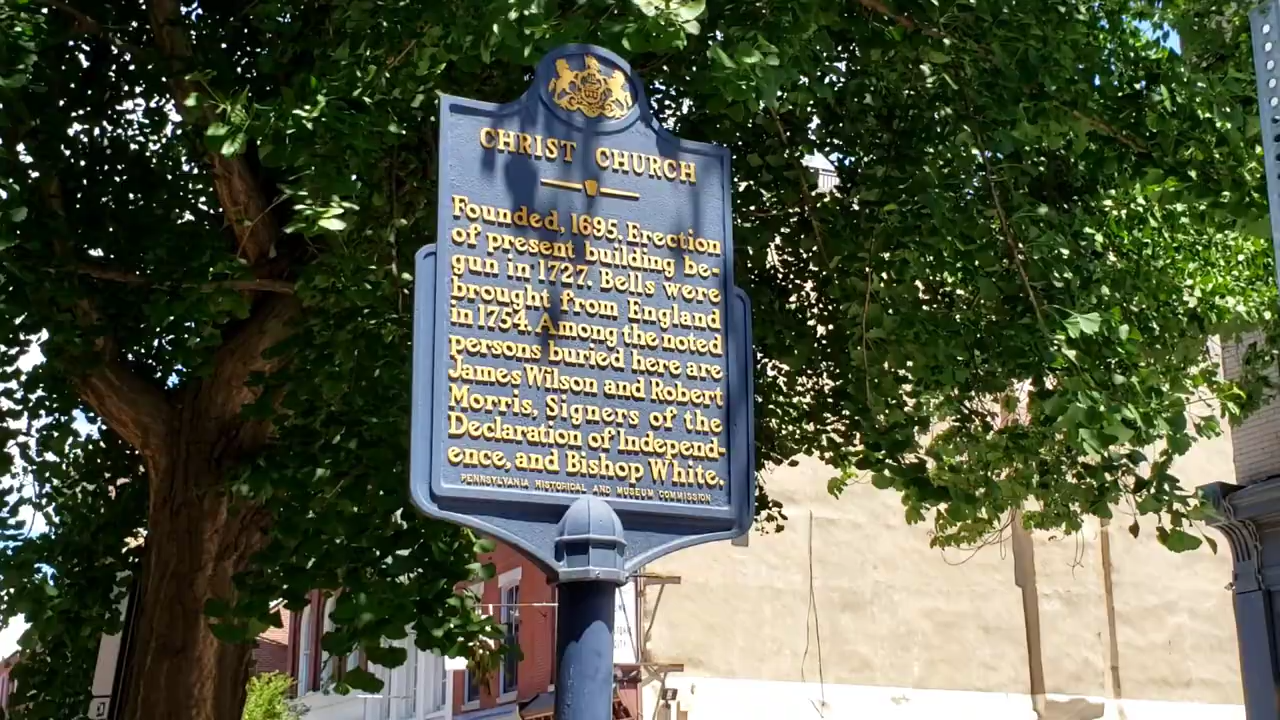 CHRIST CHURCH
Founded, 1695. Erection
of present building be-
gun in 1727. Bells were
brought from England
in 1754. Among the noted
persons buried here are
James Wilson and Robert
Morris, Signers of the
Declaration of Independ-
ence, and Bishop White.
PENNSYLVANIA HISTORICAL AND MUSEUM COMMISSION